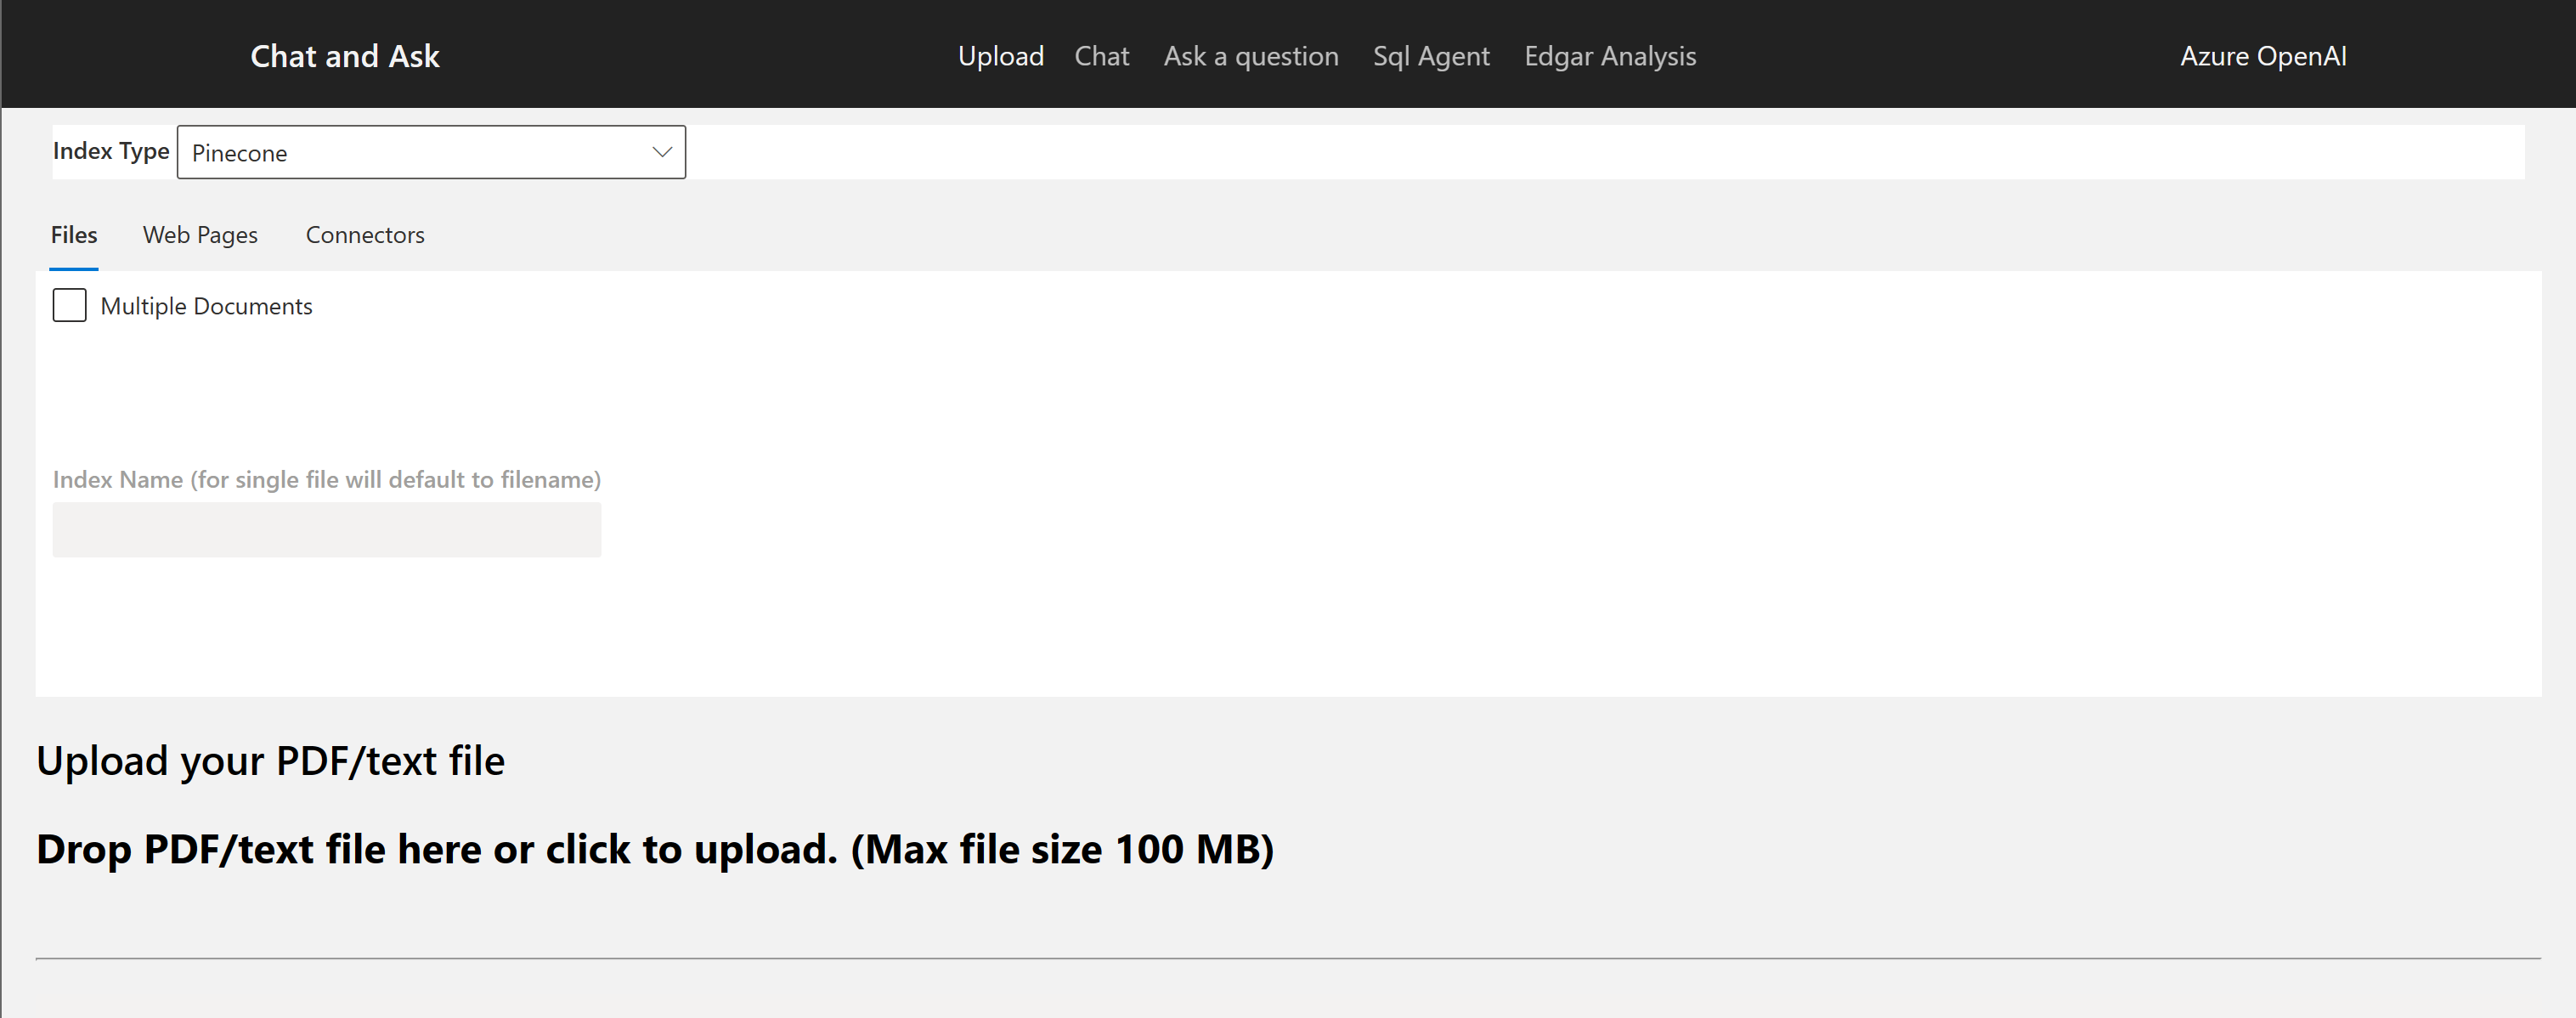 Chat and Ask Upload Chat Ask a question Sql Agent Edgar Analysis Azure OpenAI
Index Type Pinecone
Files Web Pages Connectors
Multiple Documents
Index Name (for single file will default to filename)
Upload your PDF/text file
Drop PDF/text file here or click to upload. (Max file size 100 MB)